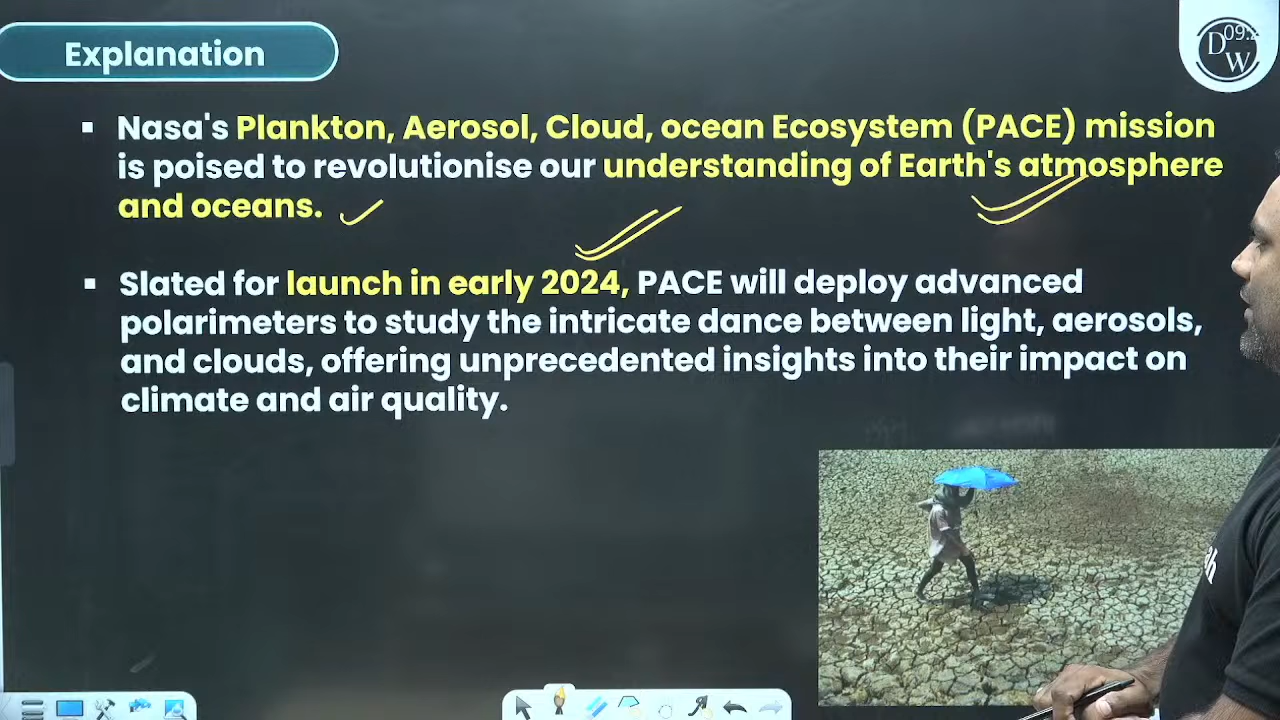 Explanation
▪ Nasa's Plankton, Aerosol, Cloud, ocean Ecosystem (PACE) mission
is poised to revolutionise our understanding of Earth's atmosphere
and oceans.
▪ Slated for launch in early 2024, PACE will deploy advanced
polarimeters to study the intricate dance between light, aerosols,
and clouds, offering unprecedented insights into their impact on
climate and air quality.
DW